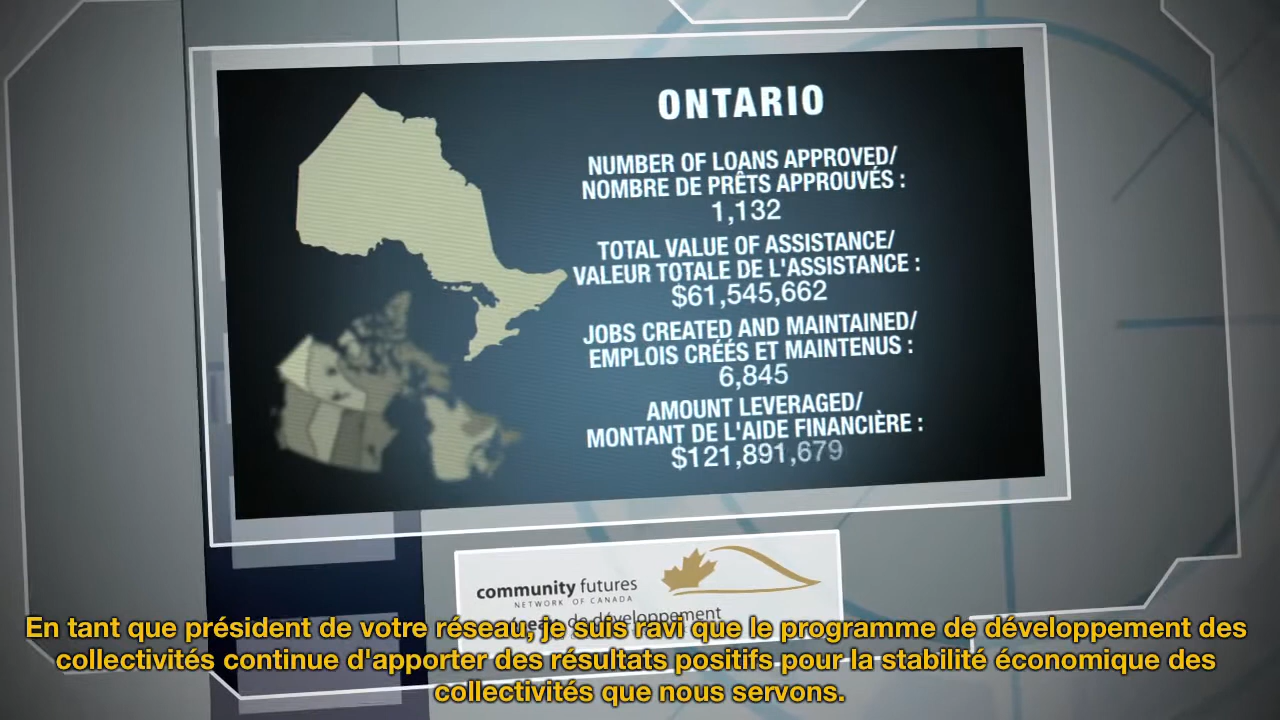 ONTARIO
NUMBER OF LOANS APPROVED/
NOMBRE DE PRÊTS APPROUVÉS :
1,132
TOTAL VALUE OF ASSISTANCE/
VALEUR TOTALE DE L'ASSISTANCE :
$61,545,662
JOBS CREATED AND MAINTAINED/
EMPLOIS CRÉÉS ET MAINTENUS :
6,845
AMOUNT LEVERAGED/
MONTANT DE L'AIDE FINANCIÈRE :
$121,891,679
community futures
NETWORK OF CANADA
de développement
En tant que président de votre réseau, je suis ravi que le programme de développement des
collectivités continue d'apporter des résultats positifs pour la stabilité économique des
collectivités que nous servons.